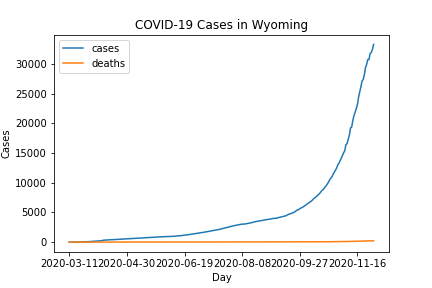 COVID-19 Cases in Wyoming
cases
deaths
30000
25000
20000
15000
10000
5000
0
Cases
2020-03-11 2020-04-30 2020-06-19 2020-08-08 2020-09-27 2020-11-16
Day